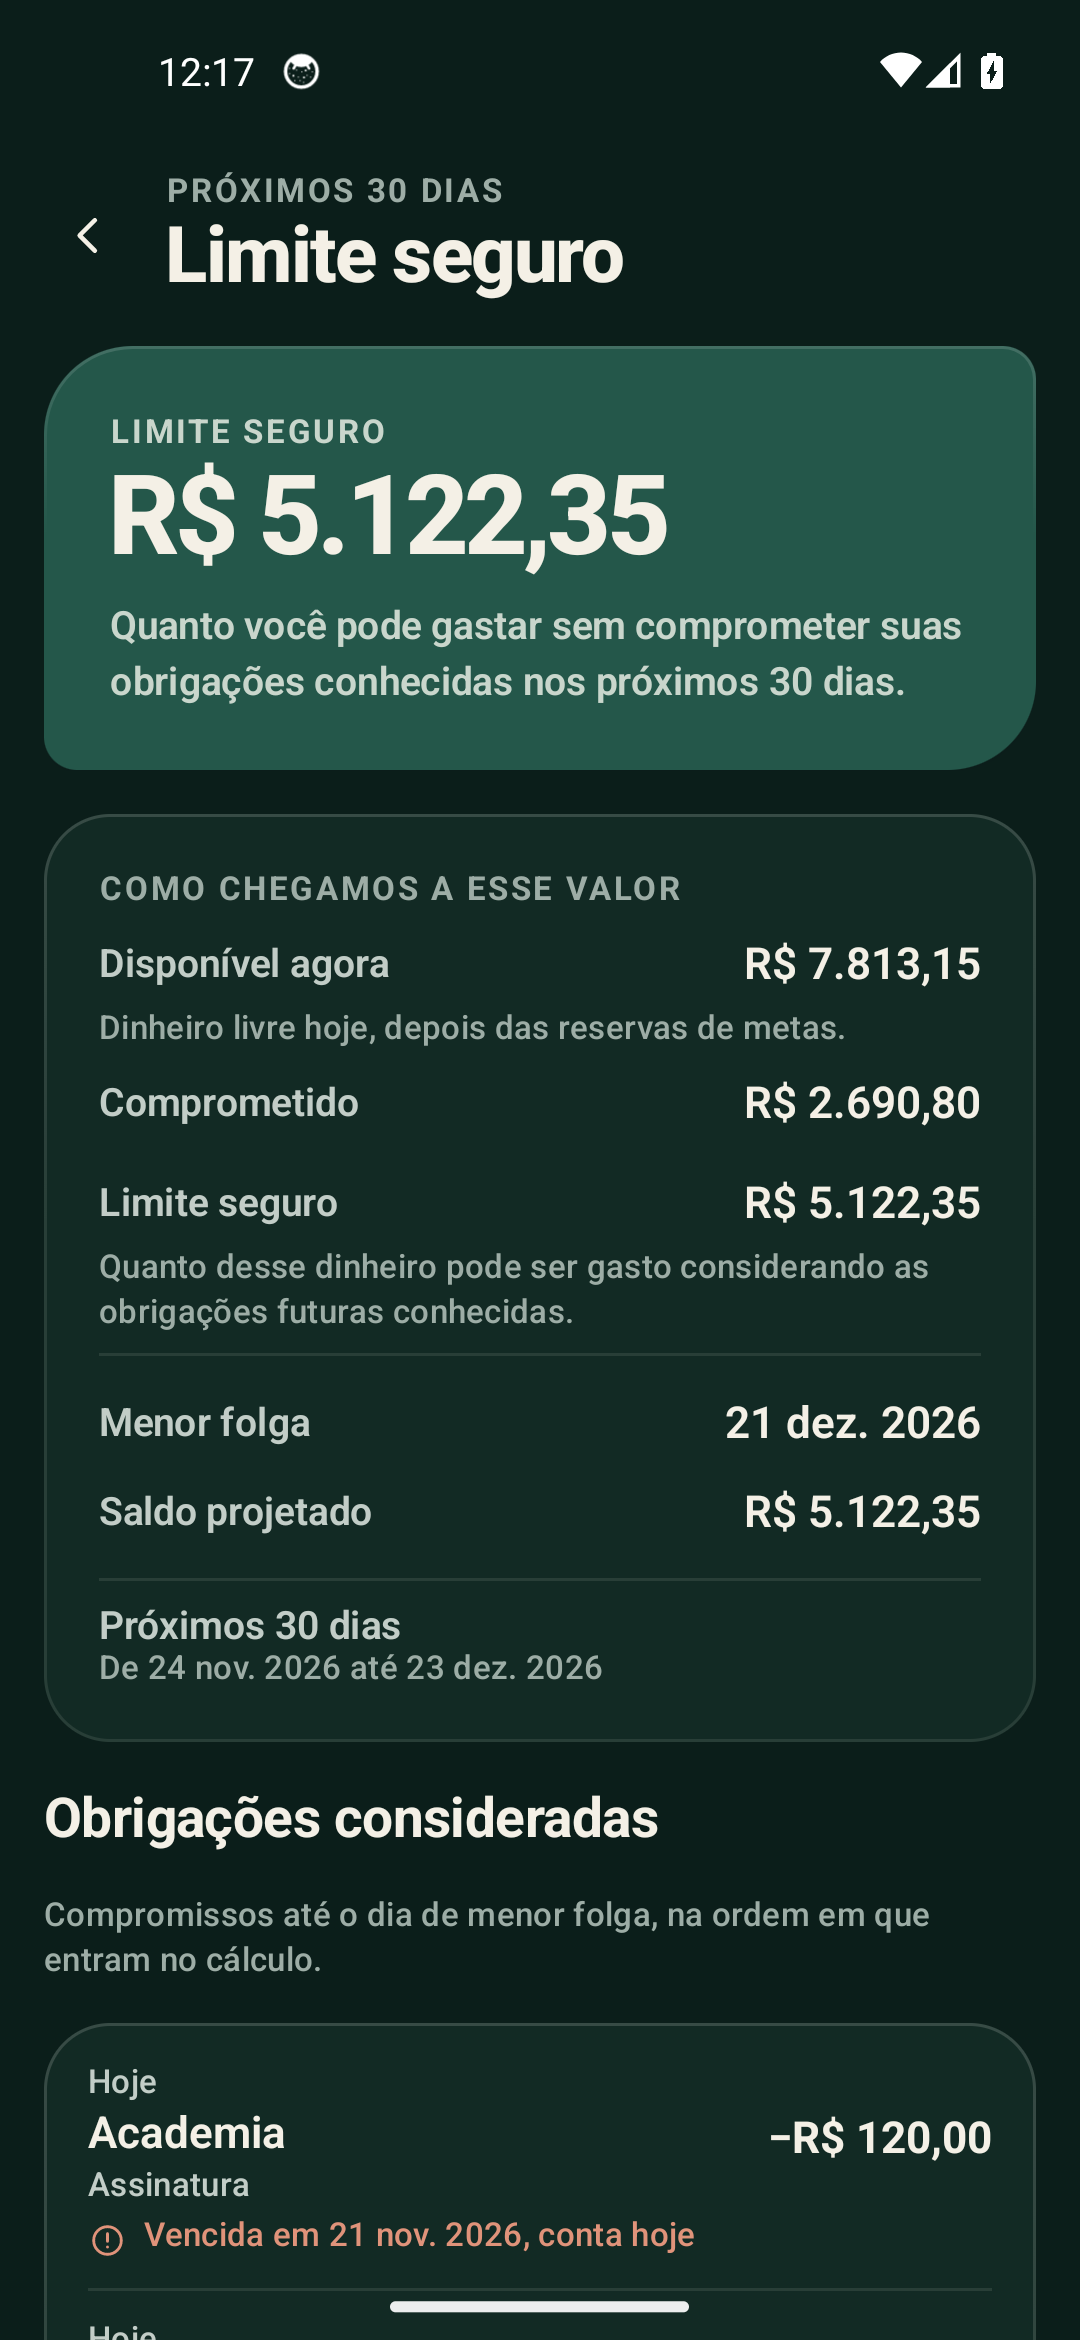 12:17
PRÓXIMOS 30 DIAS
Limite seguro
LIMITE SEGURO
R$ 5.122,35
Quanto você pode gastar sem comprometer suas
obrigações conhecidas nos próximos 30 dias.
COMO CHEGAMOS A ESSE VALOR
Disponível agora R$ 7.813,15
Dinheiro livre hoje, depois das reservas de metas.
Comprometido R$ 2.690,80
Limite seguro R$ 5.122,35
Quanto desse dinheiro pode ser gasto considerando as
obrigações futuras conhecidas.
Menor folga 21 dez. 2026
Saldo projetado R$ 5.122,35
Próximos 30 dias
De 24 nov. 2026 até 23 dez. 2026
Obrigações consideradas
Compromissos até o dia de menor folga, na ordem em que
entram no cálculo.
Hoje
Academia −R$ 120,00
Assinatura
Vencida em 21 nov. 2026, conta hoje
Hoje